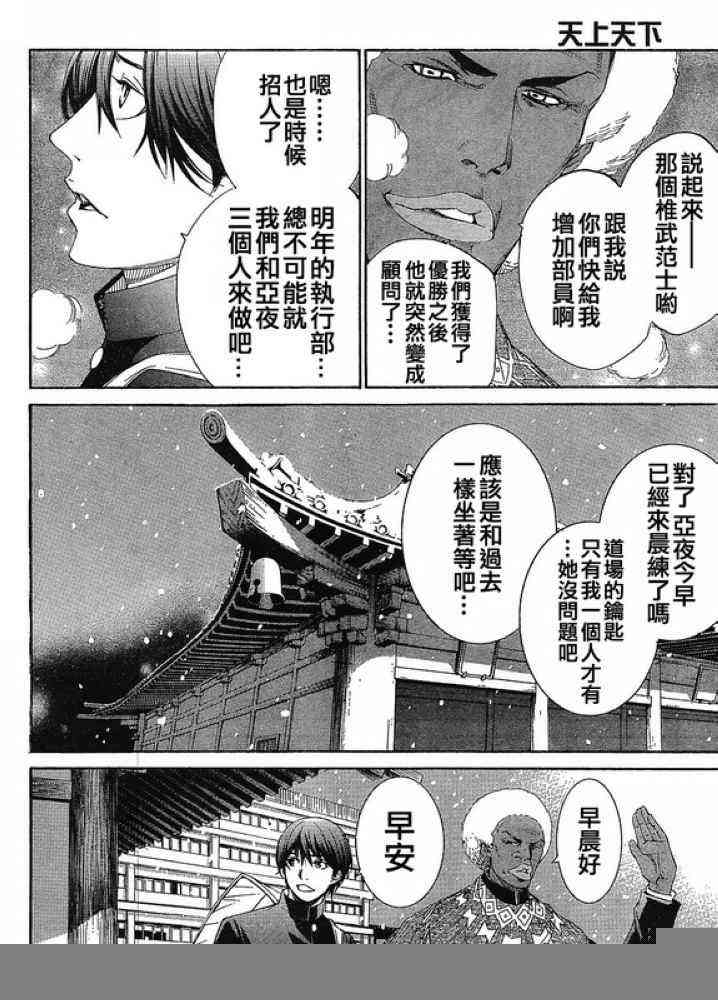 天上天下
說起來——
那個椎武范士喲
跟我說
你們快給我
增加部員啊
我們獲得了
優勝之後
他就突然變成
顧問了…
嗯……
也是時候
招人了
明年的執行部…
總不可能就
我們和亞夜
三個人來做吧…
對了 亞夜今早
已經來晨練了嗎
道場的鑰匙
只有我一個人才有
…她沒問題吧
應該是和過去
一樣坐著等吧…
早晨好
早安